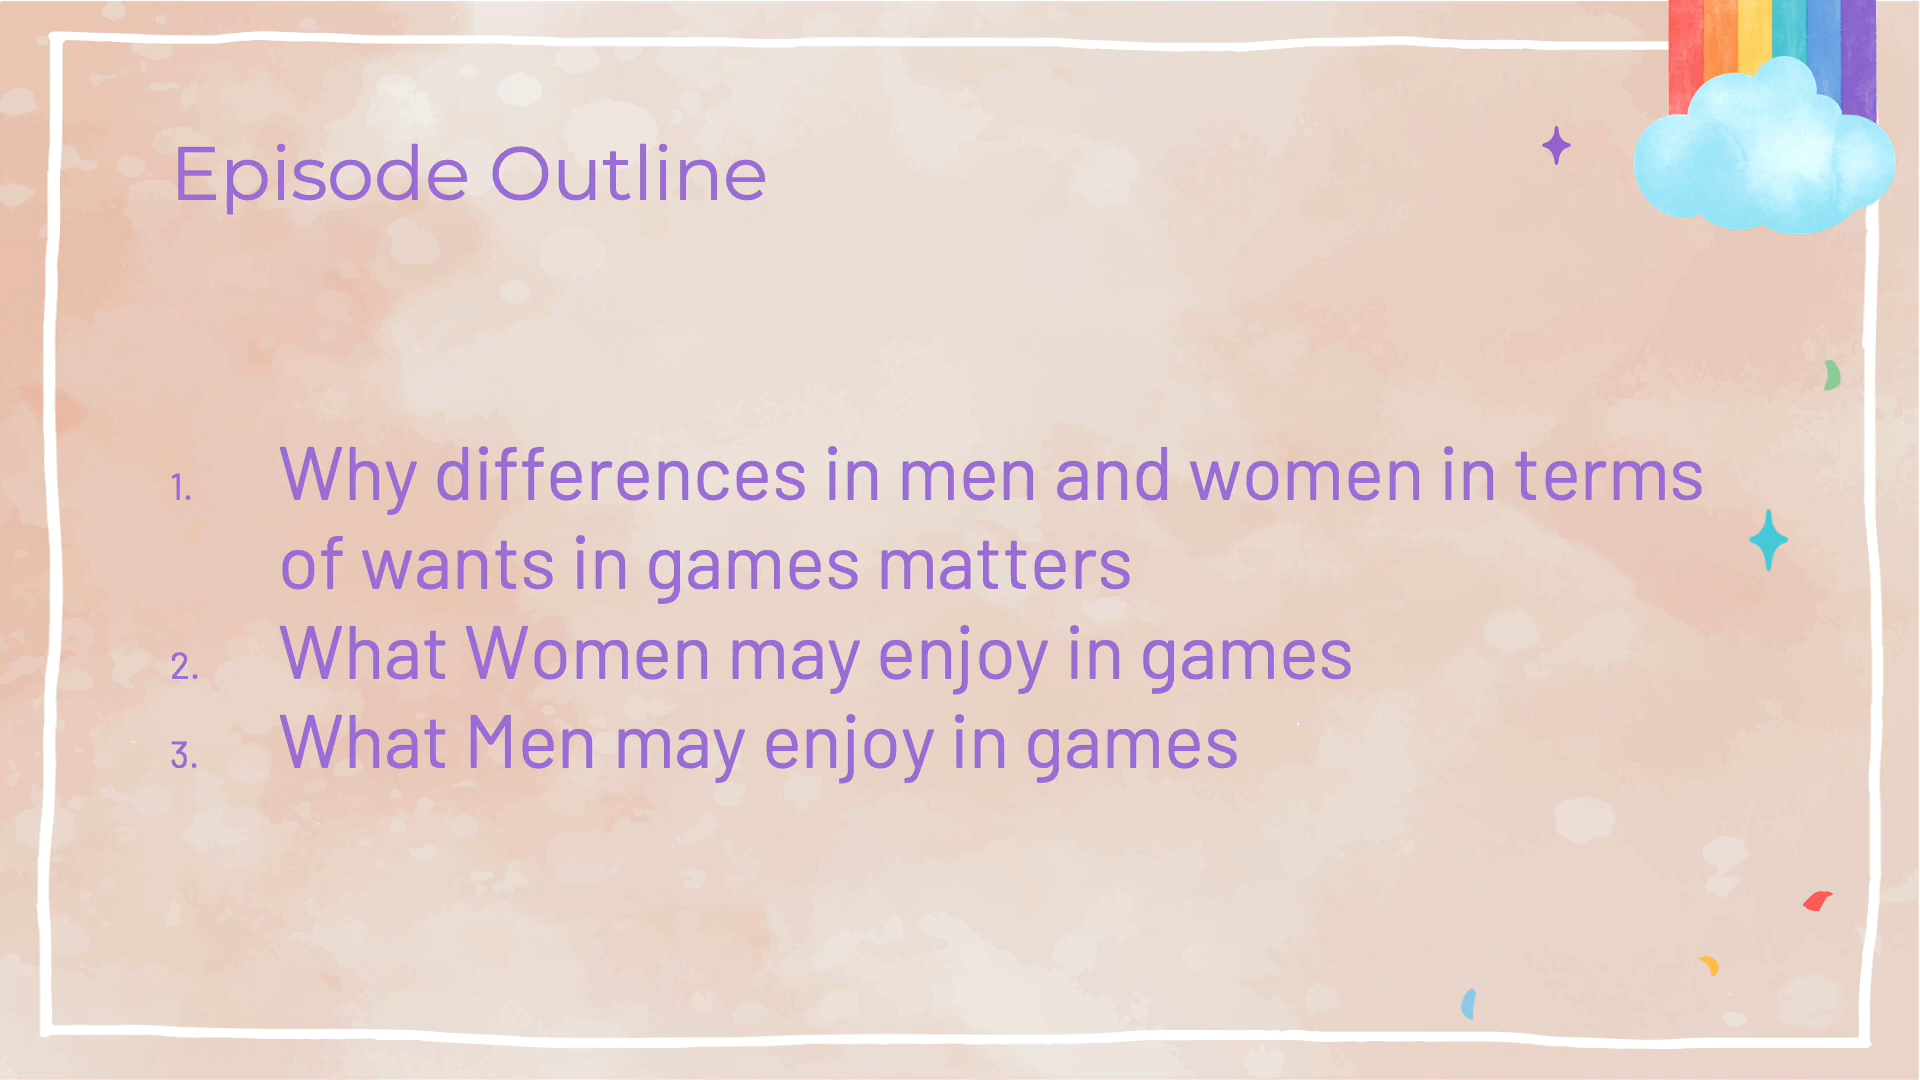 Episode Outline
1. Why differences in men and women in terms
of wants in games matters
2. What Women may enjoy in games
3. What Men may enjoy in games